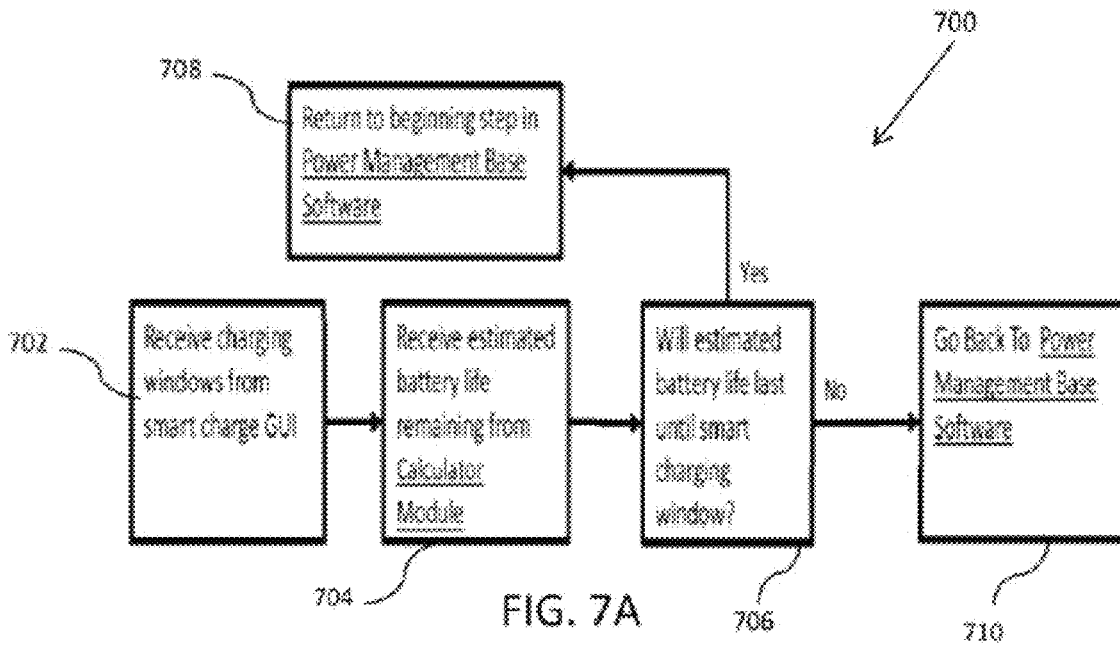 700
708
Return to beginning step in
Power Management Base
Software
Yes
702
Receive charging
windows from
smart charge GUI
Receive estimated
battery life
remaining from
Calculator
Module
Will estimated
battery life last
until smart
charging
window?
No
Go Back To Power
Management Base
Software
704
706
710
FIG. 7A